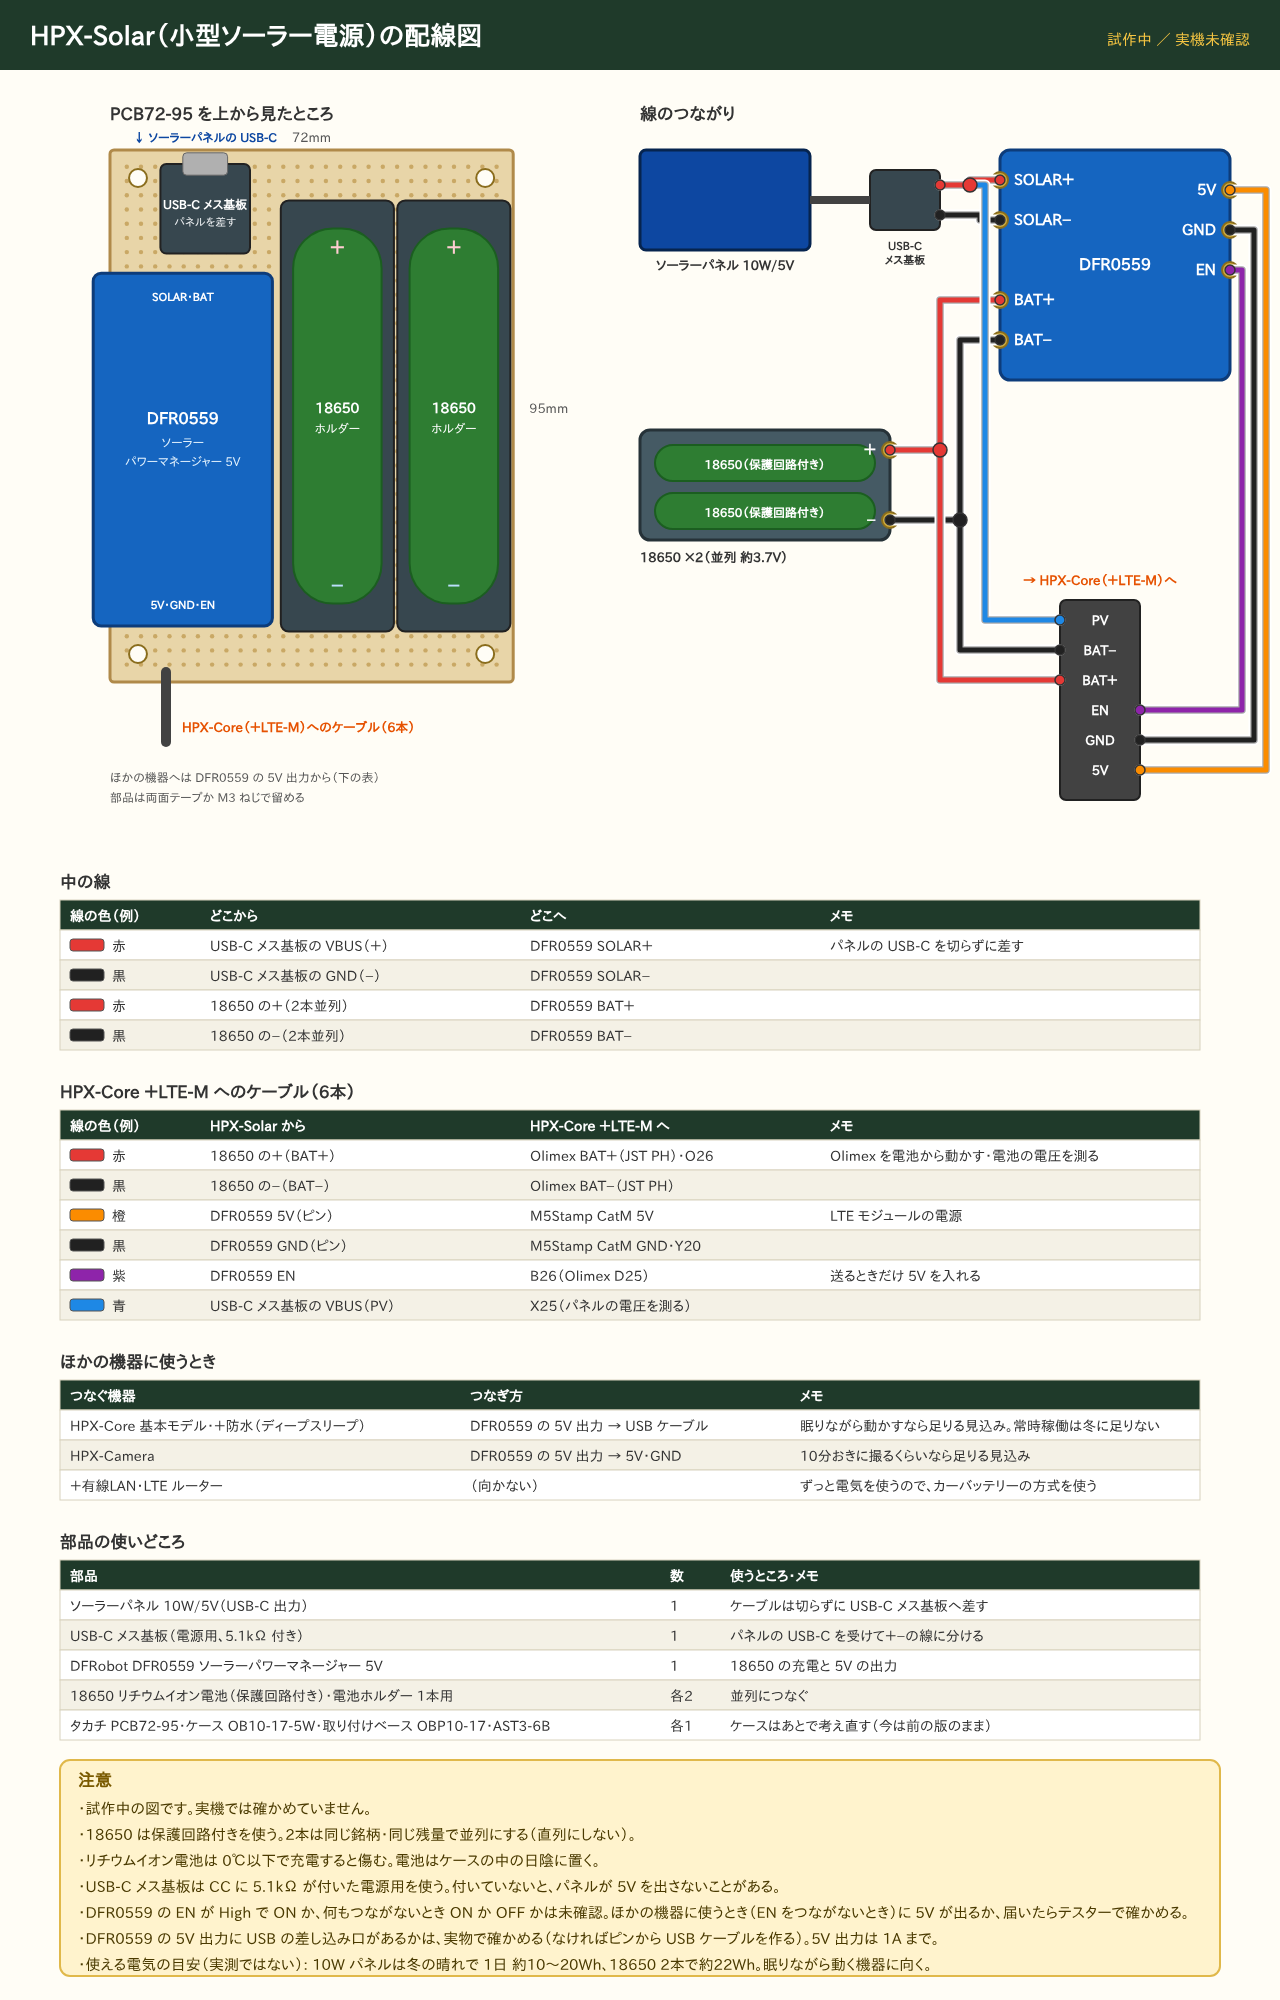 HPX-Solar（小型ソーラー電源）の配線図
試作中 ／ 実機未確認
PCB72-95 を上から見たところ
↓ ソーラーパネルの USB-C
72mm
USB-C メス基板
パネルを差す
SOLAR･BAT
DFR0559
ソーラー
パワーマネージャー 5V
5V･GND･EN
+
18650
ホルダー
−
+
18650
ホルダー
−
95mm
HPX-Core（＋LTE-M）へのケーブル（6本）
ほかの機器へは DFR0559 の 5V 出力から（下の表）
部品は両面テープか M3 ねじで留める
線のつながり
ソーラーパネル 10W/5V
USB-C
メス基板
SOLAR+
SOLAR−
DFR0559
BAT+
BAT−
5V
GND
EN
+
18650（保護回路付き）
18650（保護回路付き）
−
18650 ×2（並列 約3.7V）
→ HPX-Core（＋LTE-M）へ
PV
BAT−
BAT+
EN
GND
5V
中の線
線の色（例） どこから どこへ メモ
赤 USB-C メス基板の VBUS（+） DFR0559 SOLAR+ パネルの USB-C を切らずに差す
黒 USB-C メス基板の GND（−） DFR0559 SOLAR−
赤 18650 の＋（2本並列） DFR0559 BAT+
黒 18650 の−（2本並列） DFR0559 BAT−
HPX-Core ＋LTE-M へのケーブル（6本）
線の色（例） HPX-Solar から HPX-Core ＋LTE-M へ メモ
赤 18650 の＋（BAT+） Olimex BAT+（JST PH）･O26 Olimex を電池から動かす･電池の電圧を測る
黒 18650 の−（BAT−） Olimex BAT−（JST PH）
橙 DFR0559 5V（ピン） M5Stamp CatM 5V LTE モジュールの電源
黒 DFR0559 GND（ピン） M5Stamp CatM GND･Y20
紫 DFR0559 EN B26（Olimex D25） 送るときだけ 5V を入れる
青 USB-C メス基板の VBUS（PV） X25（パネルの電圧を測る）
ほかの機器に使うとき
つなぐ機器 つなぎ方 メモ
HPX-Core 基本モデル･＋防水（ディープスリープ） DFR0559 の 5V 出力 → USB ケーブル 眠りながら動かすなら足りる見込み。常時稼働は冬に足りない
HPX-Camera DFR0559 の 5V 出力 → 5V･GND 10分おきに撮るくらいなら足りる見込み
＋有線LAN･LTE ルーター （向かない） ずっと電気を使うので、カーバッテリーの方式を使う
部品の使いどころ
部品 数 使うところ･メモ
ソーラーパネル 10W/5V（USB-C 出力） 1 ケーブルは切らずに USB-C メス基板へ差す
USB-C メス基板（電源用、5.1kΩ 付き） 1 パネルの USB-C を受けて＋−の線に分ける
DFRobot DFR0559 ソーラーパワーマネージャー 5V 1 18650 の充電と 5V の出力
18650 リチウムイオン電池（保護回路付き）･電池ホルダー 1本用 各2 並列につなぐ
タカチ PCB72-95･ケース OB10-17-5W･取り付けベース OBP10-17･AST3-6B 各1 ケースはあとで考え直す（今は前の版のまま）
注意
･試作中の図です。実機では確かめていません。
･18650 は保護回路付きを使う。2本は同じ銘柄･同じ残量で並列にする（直列にしない）。
･リチウムイオン電池は 0℃以下で充電すると傷む。電池はケースの中の日陰に置く。
･USB-C メス基板は CC に 5.1kΩ が付いた電源用を使う。付いていないと、パネルが 5V を出さないことがある。
･DFR0559 の EN が High で ON か、何もつながないとき ON か OFF かは未確認。ほかの機器に使うとき（EN をつながないとき）に 5V が出るか、届いたらテスターで確かめる。
･DFR0559 の 5V 出力に USB の差し込み口があるかは、実物で確かめる（なければピンから USB ケーブルを作る）。5V 出力は 1A まで。
･使える電気の目安（実測ではない）: 10W パネルは冬の晴れで 1日 約10〜20Wh、18650 2本で約22Wh。眠りながら動く機器に向く。